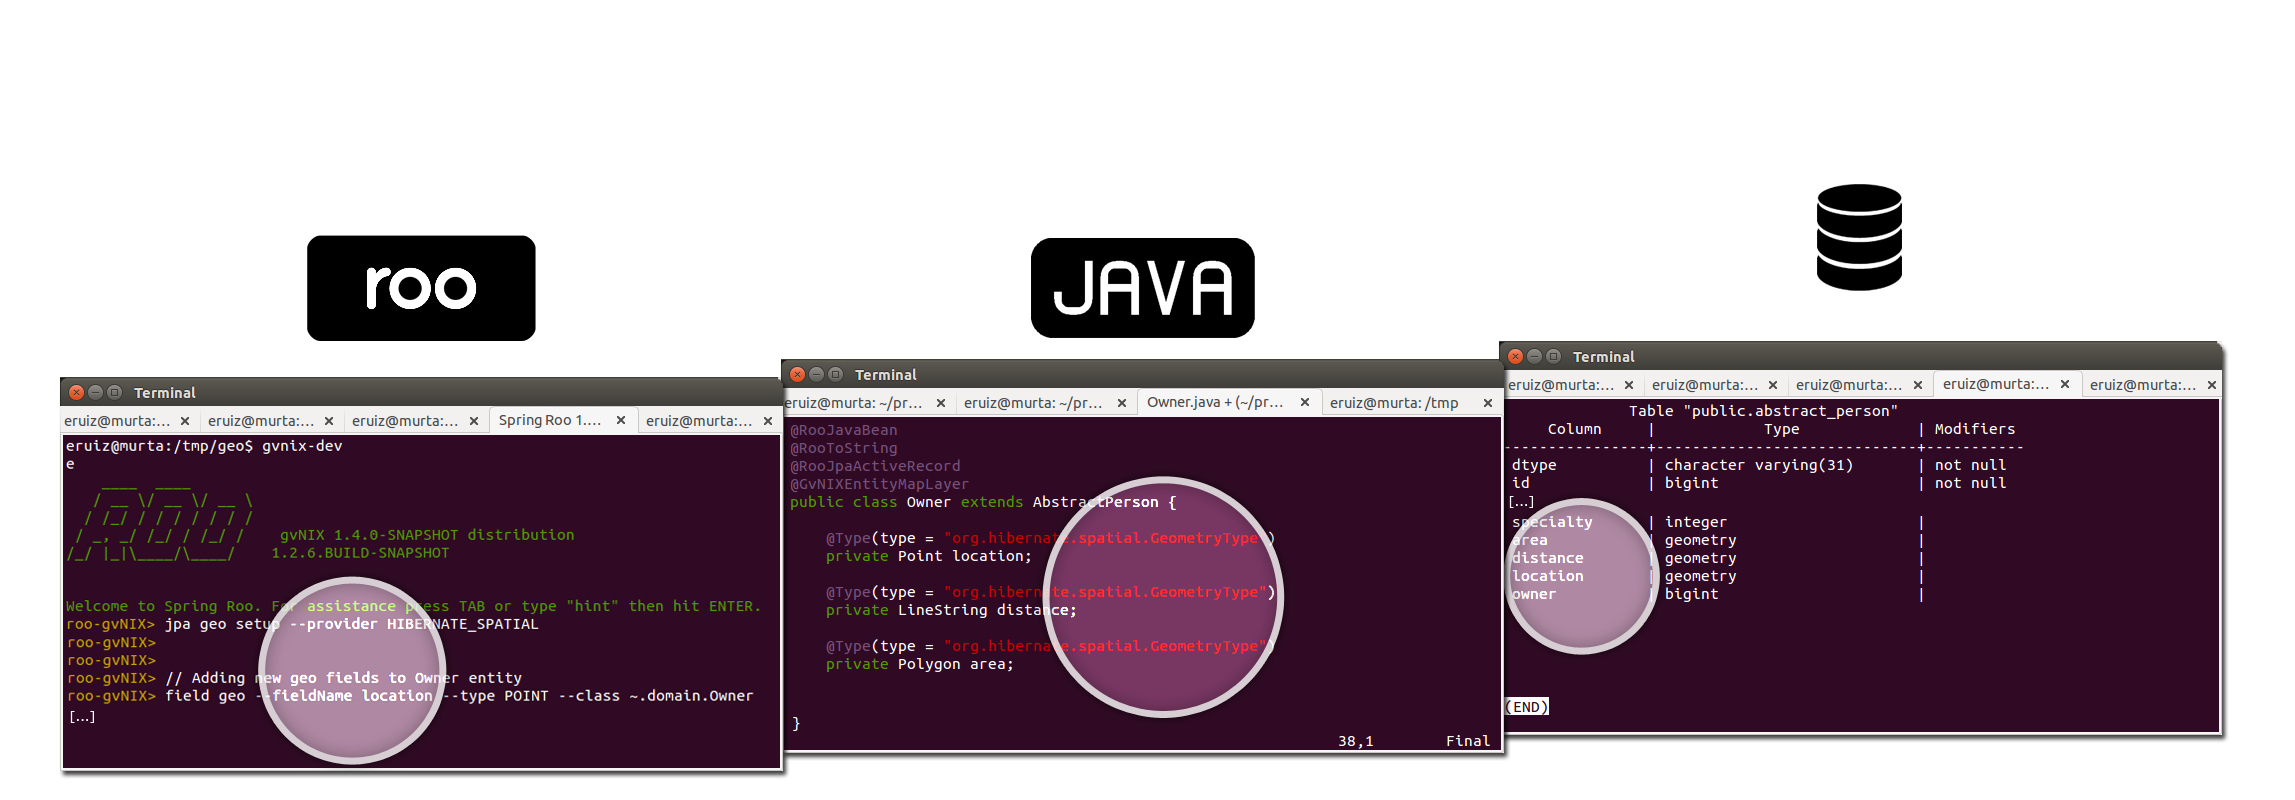 roo
Terminal
eruiz@murta:... eruiz@murta:... eruiz@murta:... Spring Roo 1.... eruiz@murta:...
eruiz@murta:/tmp/geo$ gvnix-dev
e
    ____  ____
   / __ \/ __ \/ __ \
  / /_/ / / / / / / /
 / _, _/ /_/ / /_/ /    gvNIX 1.4.0-SNAPSHOT distribution
/_/ |_|\____/\____/    1.2.6.BUILD-SNAPSHOT
Welcome to Spring Roo. For assistance press TAB or type "hint" then hit ENTER.
roo-gvNIX> jpa geo setup --provider HIBERNATE_SPATIAL
roo-gvNIX>
roo-gvNIX>
roo-gvNIX> // Adding new geo fields to Owner entity
roo-gvNIX> field geo --fieldName location --type POINT --class ~.domain.Owner
[...]
JAVA
Terminal
eruiz@murta: ~/pr... eruiz@murta: ~/pr... Owner.java + (~/pr... eruiz@murta: /tmp
@RooJavaBean
@RooToString
@RooJpaActiveRecord
@GvNIXEntityMapLayer
public class Owner extends AbstractPerson {
    @Type(type = "org.hibernate.spatial.GeometryType")
    private Point location;
    @Type(type = "org.hibernate.spatial.GeometryType")
    private LineString distance;
    @Type(type = "org.hibernate.spatial.GeometryType")
    private Polygon area;
}
38,1 Final
Terminal
eruiz@murta:... eruiz@murta:... eruiz@murta:... eruiz@murta:... eruiz@murta:...
Table "public.abstract_person"
Column | Type | Modifiers
----------------+-----------------------------+-----------
dtype | character varying(31) | not null
id | bigint | not null
[...]
specialty | integer |
area | geometry |
distance | geometry |
location | geometry |
owner | bigint |
(END)